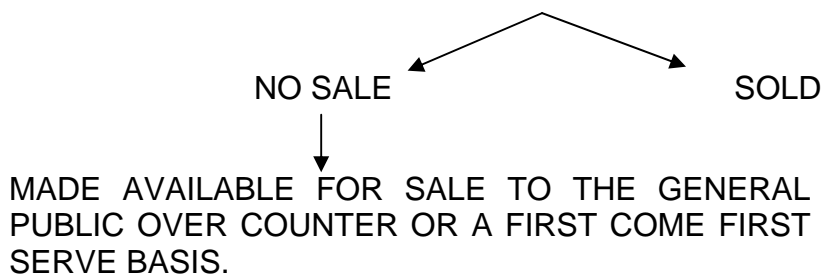 NO SALE SOLD
MADE AVAILABLE FOR SALE TO THE GENERAL
PUBLIC OVER COUNTER OR A FIRST COME FIRST
SERVE BASIS.